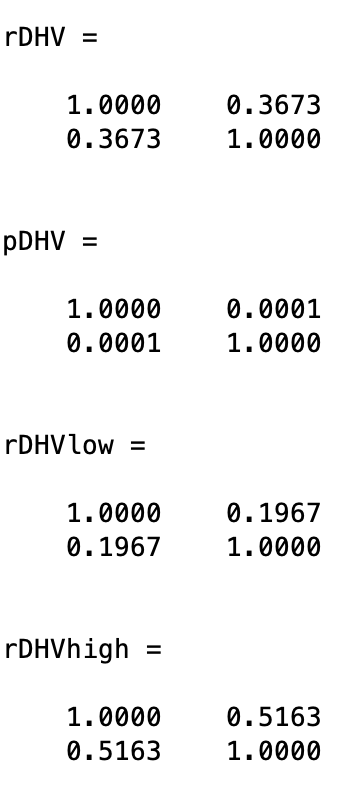 rDHV =
1.0000 0.3673
0.3673 1.0000
pDHV =
1.0000 0.0001
0.0001 1.0000
rDHVlow =
1.0000 0.1967
0.1967 1.0000
rDHVhigh =
1.0000 0.5163
0.5163 1.0000